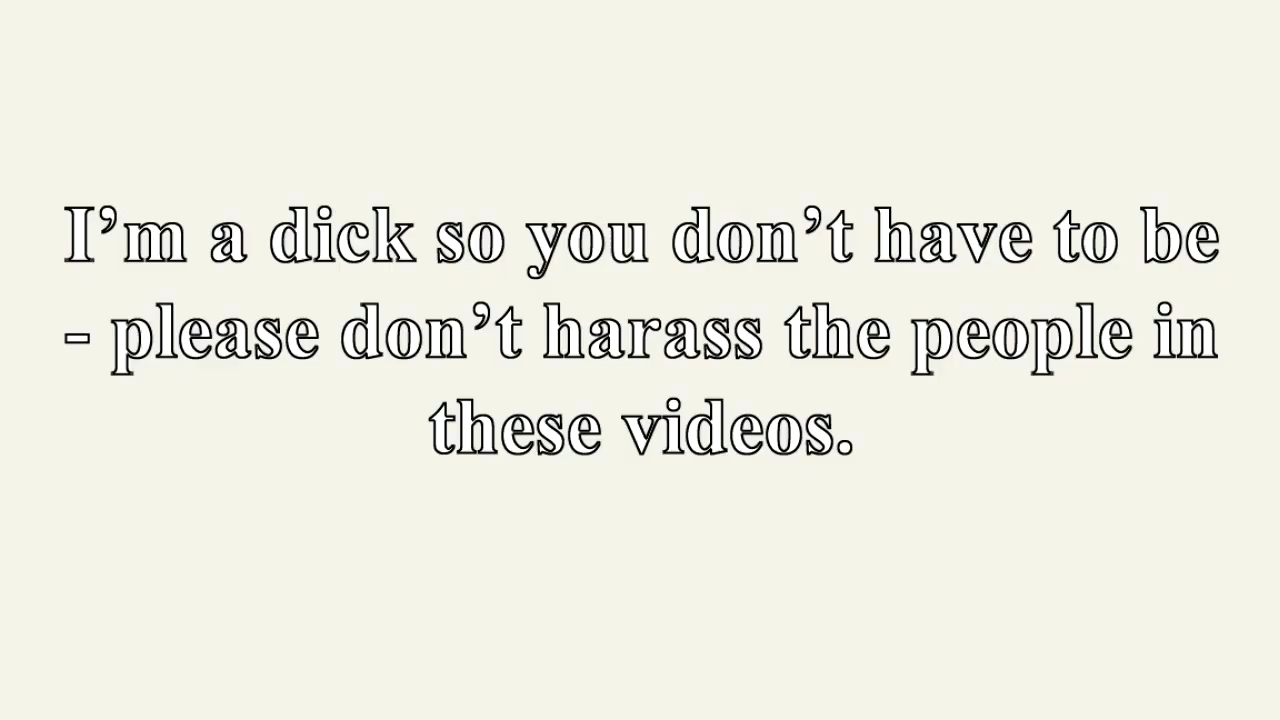 I’m a dick so you don’t have to be
- please don’t harass the people in
these videos.